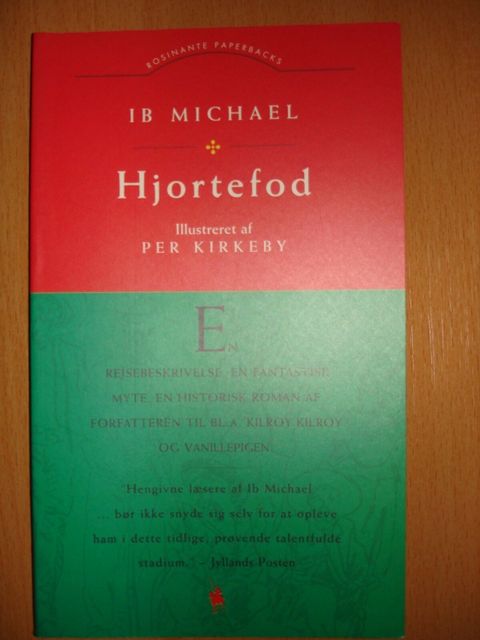 ROSINANTE PAPERBACKS
IB MICHAEL
Hjortefod
Illustreret af
PER KIRKEBY
EN
REJSEBESKRIVELSE, EN FANTASTISK
MYTE, EN HISTORISK ROMAN AF
FORFATTEREN TIL BL.A. KILROY KILROY
OG VANILLEPIGEN.
"Hengivne læsere af Ib Michael
... bør ikke snyde sig selv for at opleve
ham i dette tidlige, prøvende talentfulde
stadium." – Jyllands Posten